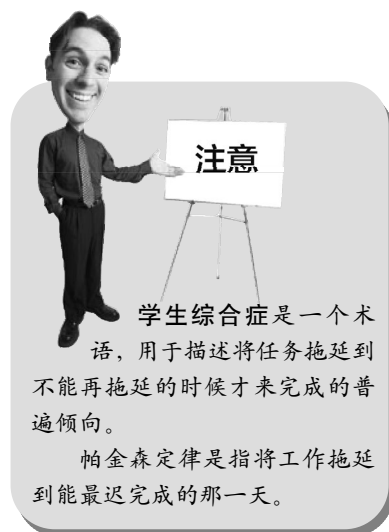 注意
学生综合症是一个术
语，用于描述将任务拖延到
不能再拖延的时候才来完成的普
遍倾向。
帕金森定律是指将工作拖延
到能最迟完成的那一天。